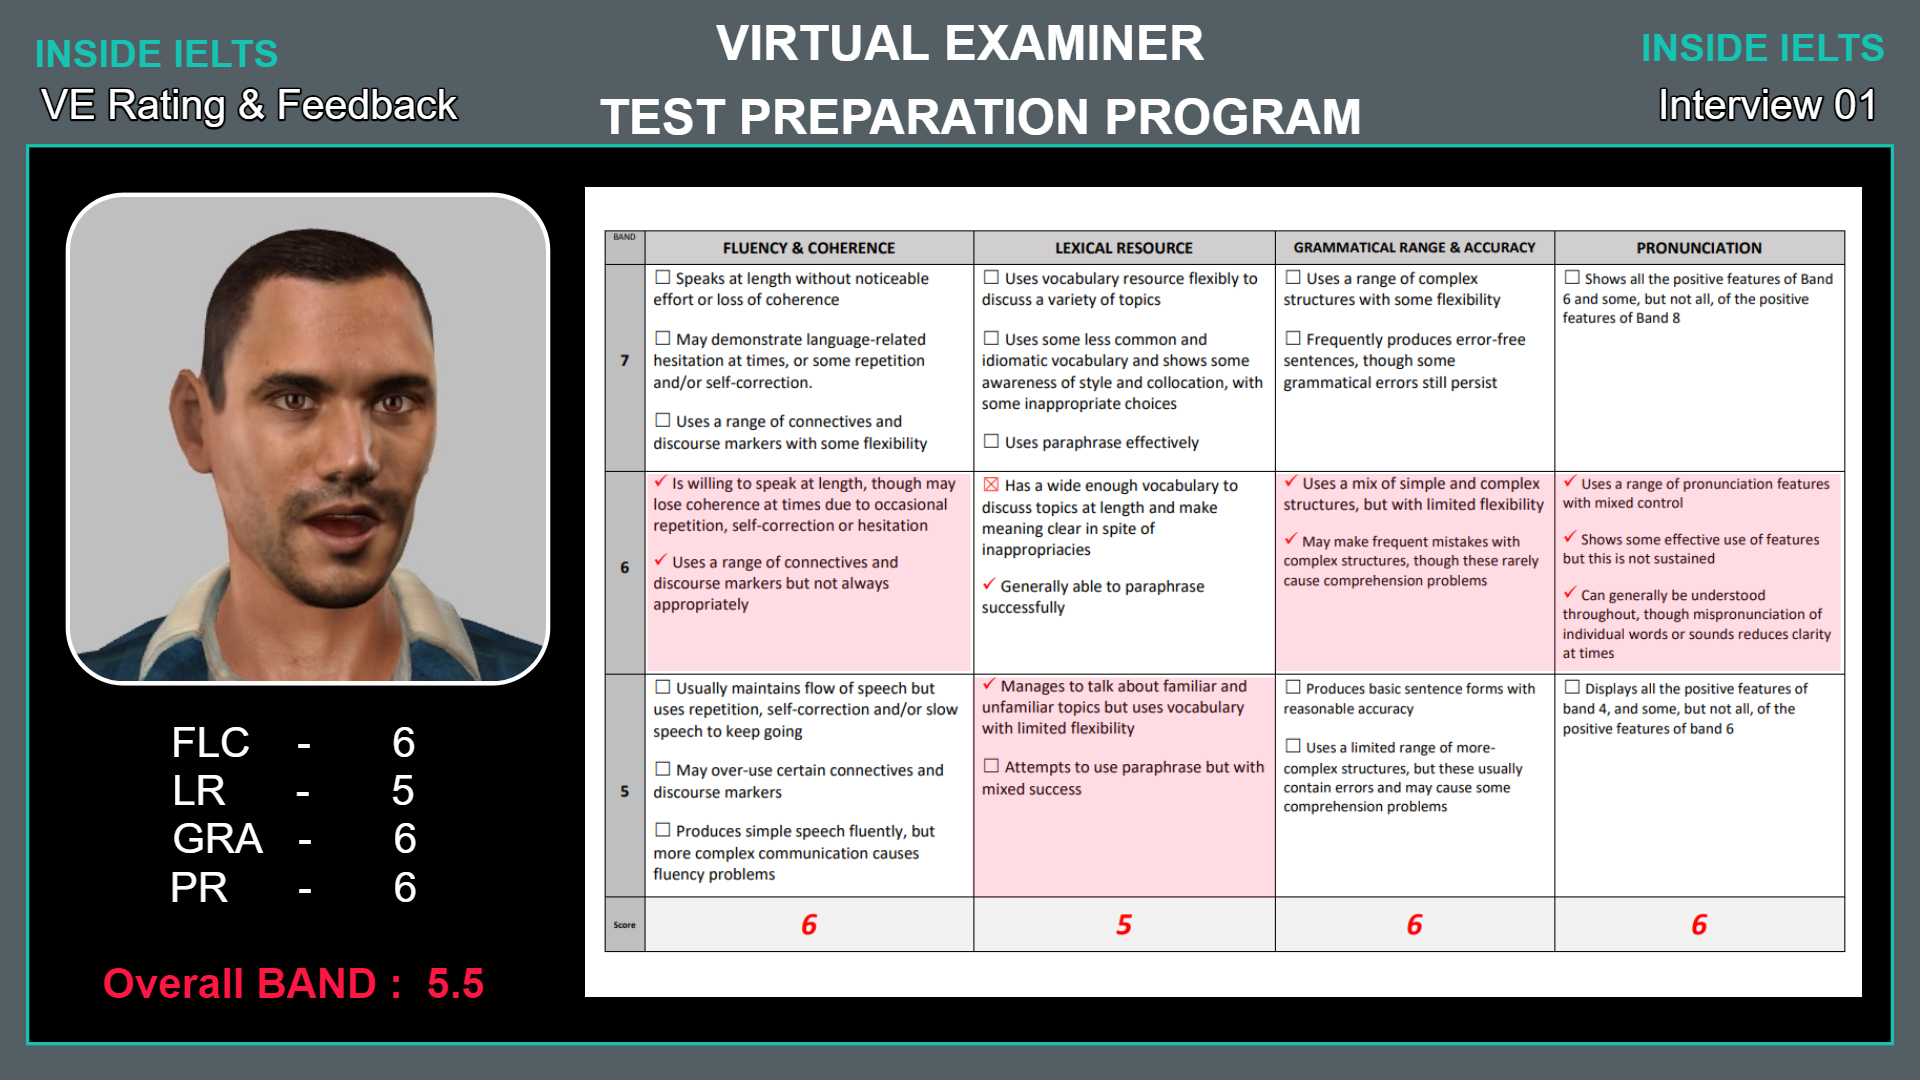 INSIDE IELTS
VE Rating & Feedback
VIRTUAL EXAMINER
TEST PREPARATION PROGRAM
INSIDE IELTS
Interview 01
FLC - 6
LR - 5
GRA - 6
PR - 6
Overall BAND : 5.5
BAND
FLUENCY & COHERENCE
LEXICAL RESOURCE
GRAMMATICAL RANGE & ACCURACY
PRONUNCIATION
7
☐ Speaks at length without noticeable
effort or loss of coherence
☐ May demonstrate language-related
hesitation at times, or some repetition
and/or self-correction.
☐ Uses a range of connectives and
discourse markers with some flexibility
☐ Uses vocabulary resource flexibly to
discuss a variety of topics
☐ Uses some less common and
idiomatic vocabulary and shows some
awareness of style and collocation, with
some inappropriate choices
☐ Uses paraphrase effectively
☐ Uses a range of complex
structures with some flexibility
☐ Frequently produces error-free
sentences, though some
grammatical errors still persist
☐ Shows all the positive features of Band
6 and some, but not all, of the positive
features of Band 8
6
✓ Is willing to speak at length, though may
lose coherence at times due to occasional
repetition, self-correction or hesitation
✓ Uses a range of connectives and
discourse markers but not always
appropriately
☒ Has a wide enough vocabulary to
discuss topics at length and make
meaning clear in spite of
inappropriacies
✓ Generally able to paraphrase
successfully
✓ Uses a mix of simple and complex
structures, but with limited flexibility
✓ May make frequent mistakes with
complex structures, though these rarely
cause comprehension problems
✓ Uses a range of pronunciation features
with mixed control
✓ Shows some effective use of features
but this is not sustained
✓ Can generally be understood
throughout, though mispronunciation of
individual words or sounds reduces clarity
at times
5
☐ Usually maintains flow of speech but
uses repetition, self-correction and/or slow
speech to keep going
☐ May over-use certain connectives and
discourse markers
☐ Produces simple speech fluently, but
more complex communication causes
fluency problems
✓ Manages to talk about familiar and
unfamiliar topics but uses vocabulary
with limited flexibility
☐ Attempts to use paraphrase but with
mixed success
☐ Produces basic sentence forms with
reasonable accuracy
☐ Uses a limited range of more-
complex structures, but these usually
contain errors and may cause some
comprehension problems
☐ Displays all the positive features of
band 4, and some, but not all, of the
positive features of band 6
Score
6
5
6
6